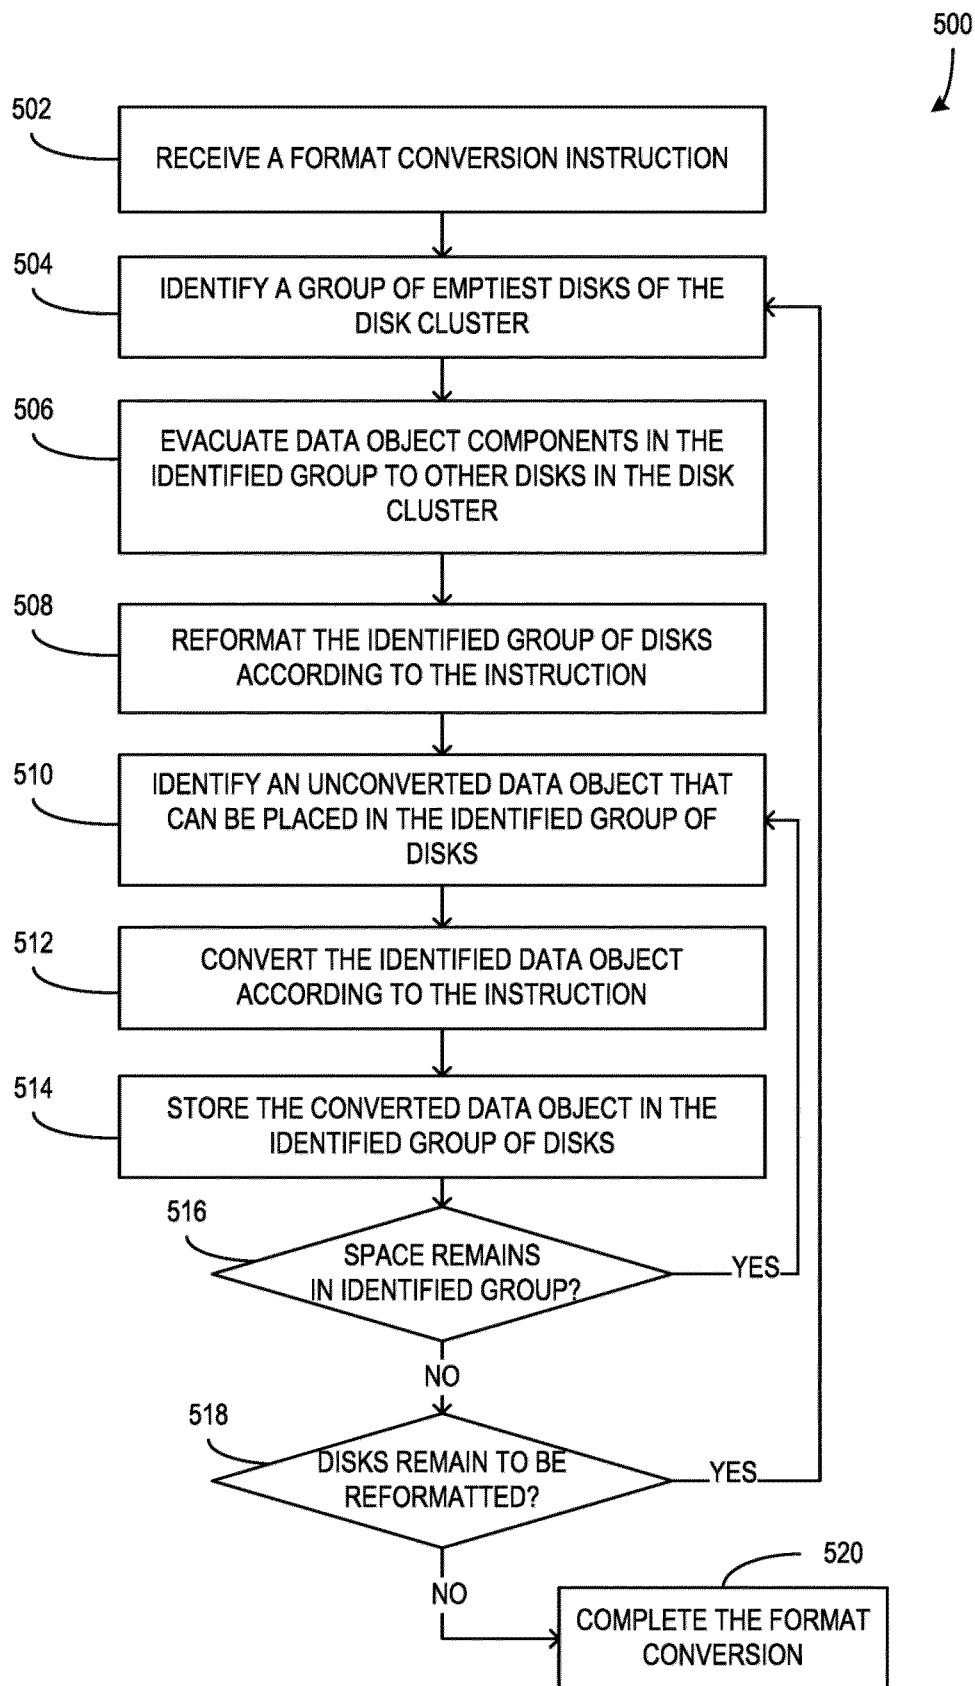 500
502
RECEIVE A FORMAT CONVERSION INSTRUCTION
504
IDENTIFY A GROUP OF EMPTIEST DISKS OF THE
DISK CLUSTER
506
EVACUATE DATA OBJECT COMPONENTS IN THE
IDENTIFIED GROUP TO OTHER DISKS IN THE DISK
CLUSTER
508
REFORMAT THE IDENTIFIED GROUP OF DISKS
ACCORDING TO THE INSTRUCTION
510
IDENTIFY AN UNCONVERTED DATA OBJECT THAT
CAN BE PLACED IN THE IDENTIFIED GROUP OF
DISKS
512
CONVERT THE IDENTIFIED DATA OBJECT
ACCORDING TO THE INSTRUCTION
514
STORE THE CONVERTED DATA OBJECT IN THE
IDENTIFIED GROUP OF DISKS
516
SPACE REMAINS
IN IDENTIFIED GROUP?
YES
NO
518
DISKS REMAIN TO BE
REFORMATTED?
YES
NO
520
COMPLETE THE FORMAT
CONVERSION